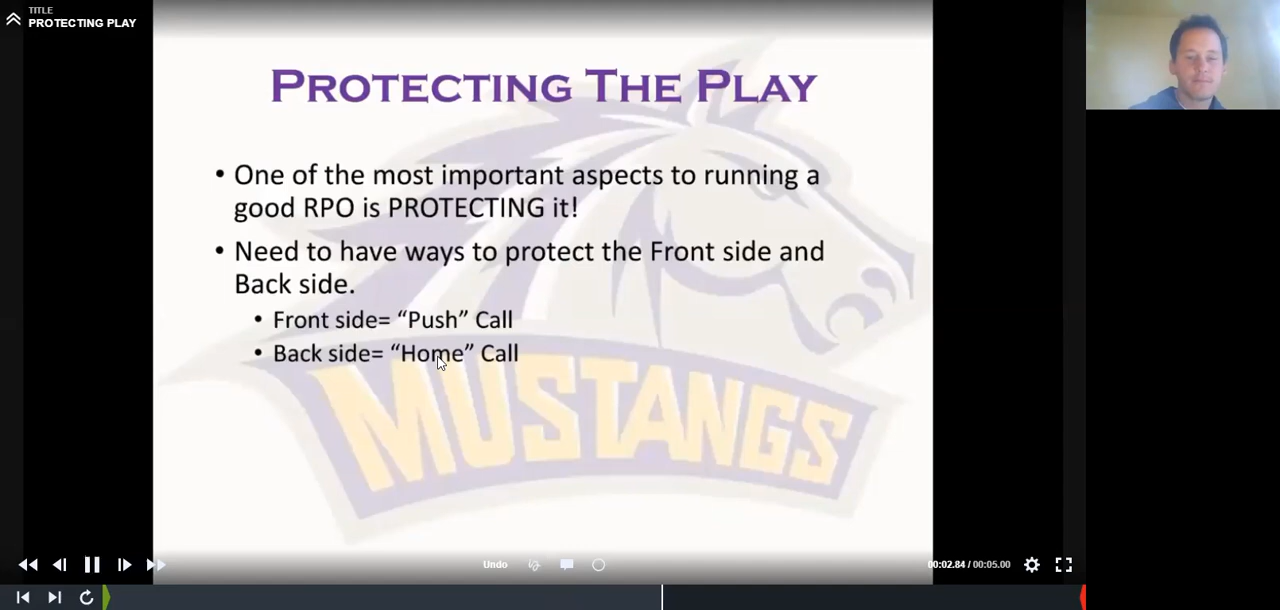 TITLE
PROTECTING PLAY
PROTECTING THE PLAY
• One of the most important aspects to running a
good RPO is PROTECTING it!
• Need to have ways to protect the Front side and
Back side.
• Front side= “Push” Call
• Back side= “Home” Call
MUSTANGS
Undo
00:02.84 / 00:05.00